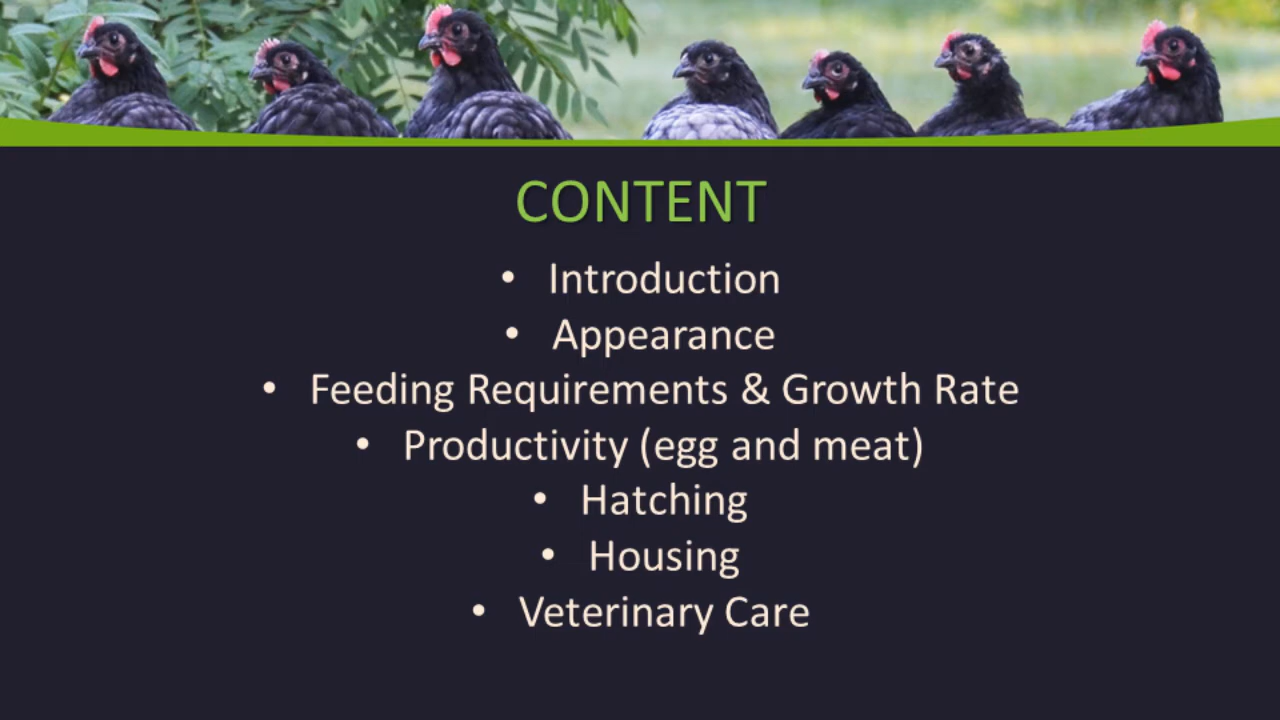 CONTENT
• Introduction
• Appearance
• Feeding Requirements & Growth Rate
• Productivity (egg and meat)
• Hatching
• Housing
• Veterinary Care